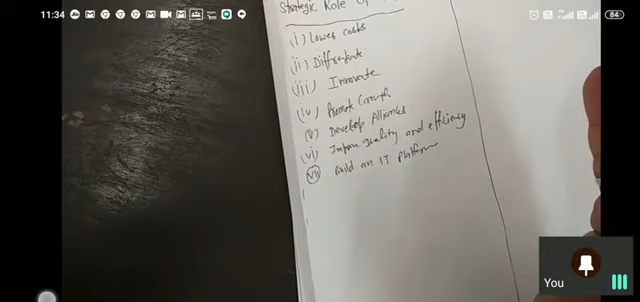 11:34
84
Strategic Role of
(i) Lower costs
(ii) Differentiate
(iii) Innovate
(iv) Promote Growth
(v) Develop Alliances
(vi) Improve quality and efficiency
(vii) Build an IT Platform
You